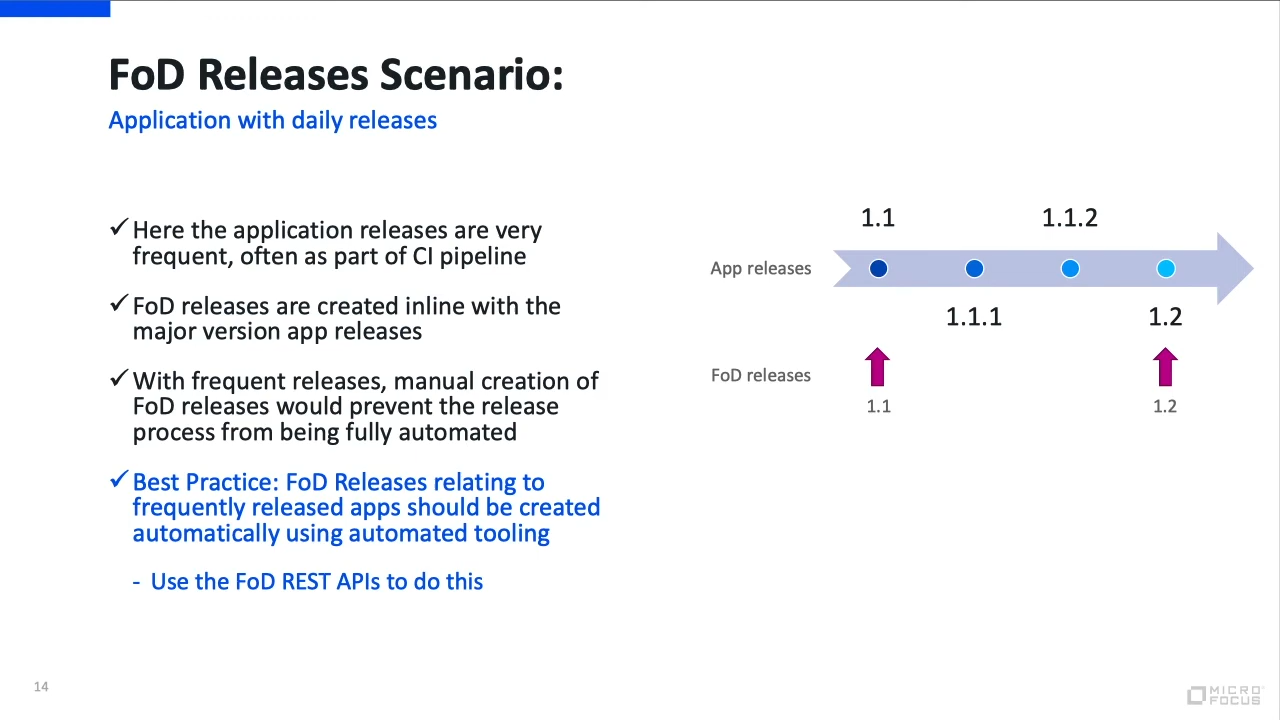 FoD Releases Scenario:
Application with daily releases
✓ Here the application releases are very
frequent, often as part of CI pipeline
✓ FoD releases are created inline with the
major version app releases
✓ With frequent releases, manual creation of
FoD releases would prevent the release
process from being fully automated
✓ Best Practice: FoD Releases relating to
frequently released apps should be created
automatically using automated tooling
- Use the FoD REST APIs to do this
1.1
1.1.2
App releases
1.1.1
1.2
FoD releases
1.1
1.2
14
MICRO
FOCUS